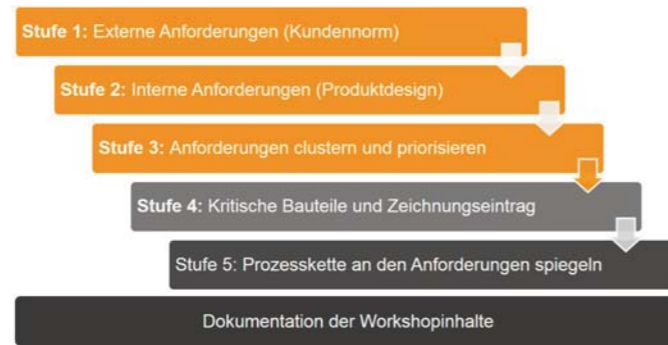 Stufe 1: Externe Anforderungen (Kundennorm)
Stufe 2: Interne Anforderungen (Produktdesign)
Stufe 3: Anforderungen clustern und priorisieren
Stufe 4: Kritische Bauteile und Zeichnungseintrag
Stufe 5: Prozesskette an den Anforderungen spiegeln
Dokumentation der Workshopinhalte